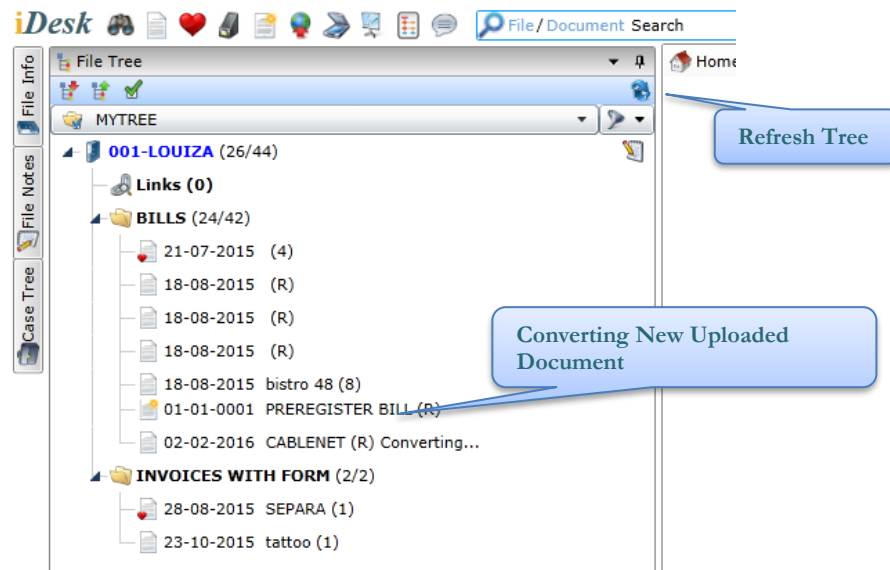 iDesk File / Document Search
File Info
File Notes
Case Tree
File Tree
Home
MYTREE
Refresh Tree
001-LOUIZA (26/44)
Links (0)
BILLS (24/42)
21-07-2015 (4)
18-08-2015 (R)
18-08-2015 (R)
18-08-2015 (R)
Converting New Uploaded
Document
18-08-2015 bistro 48 (8)
01-01-0001 PREREGISTER BILL (R)
02-02-2016 CABLENET (R) Converting...
INVOICES WITH FORM (2/2)
28-08-2015 SEPARA (1)
23-10-2015 tattoo (1)